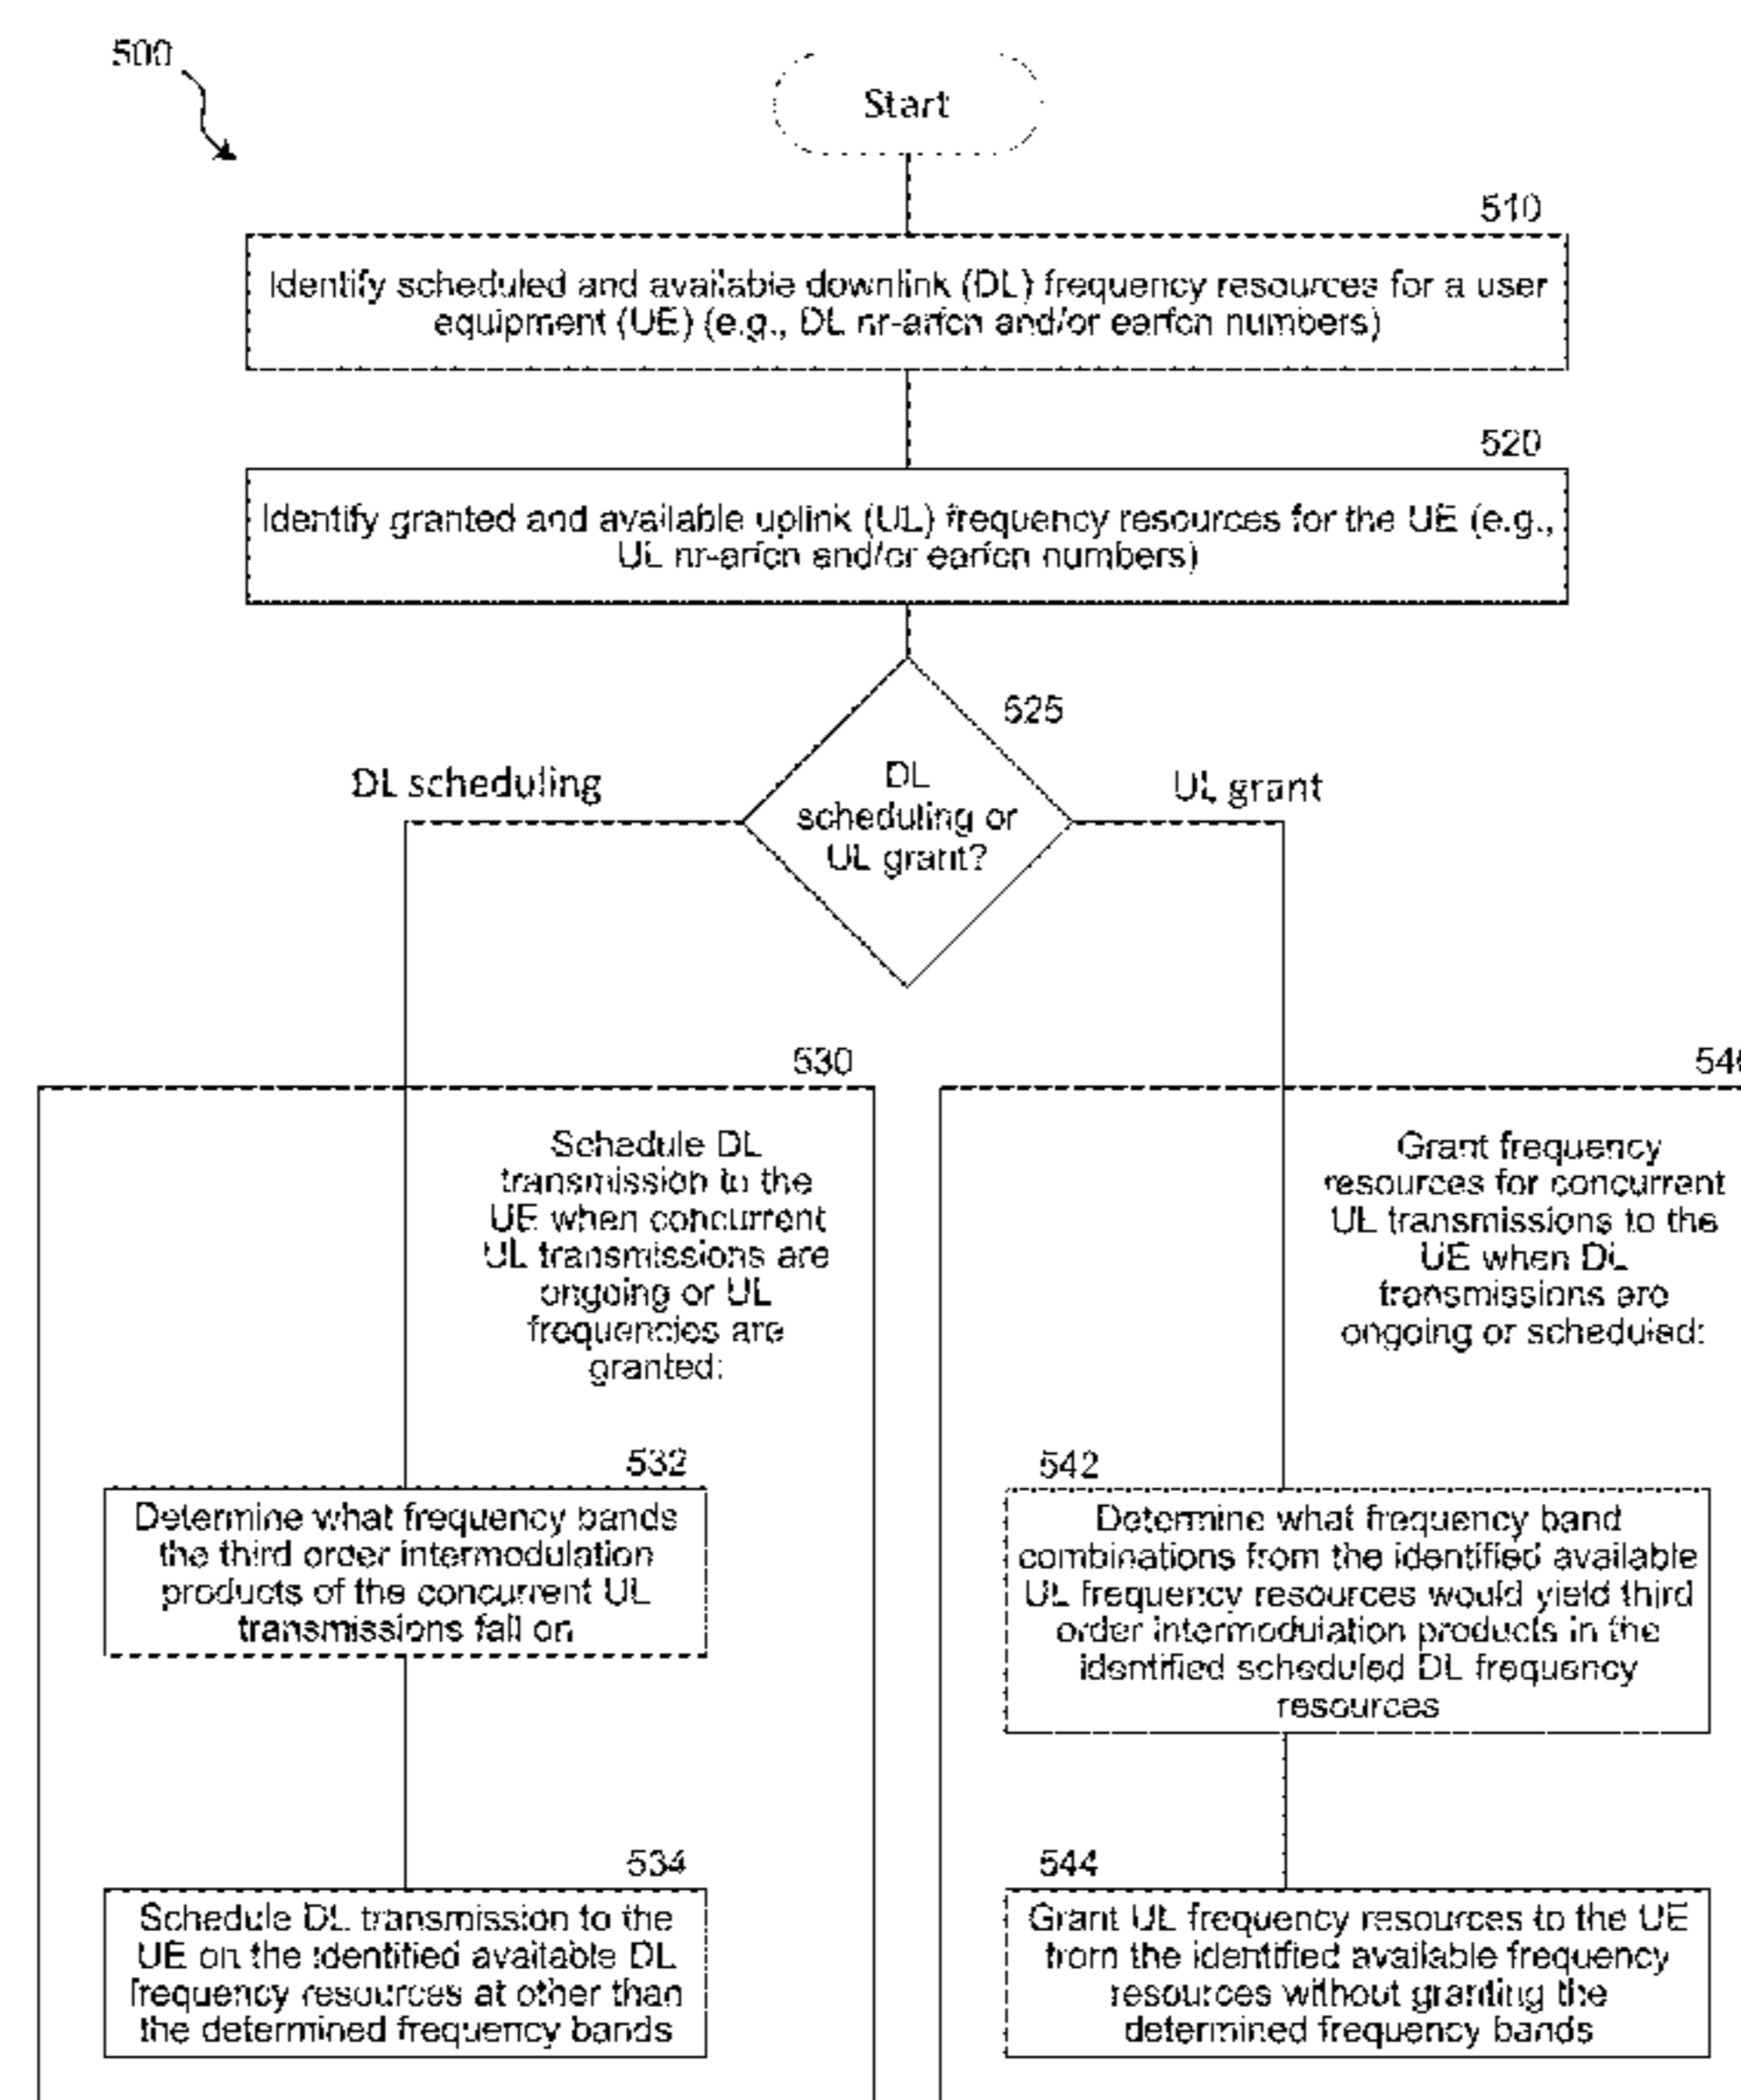 500
Start
510
Identify scheduled and available downlink (DL) frequency resources for a user
equipment (UE) (e.g., DL nr-arfcn and/or earfcn numbers)
520
Identify granted and available uplink (UL) frequency resources for the UE (e.g.,
UL nr-arfcn and/or earfcn numbers)
525
DL scheduling
DL
scheduling or
UL grant?
UL grant
530
Schedule DL
transmission to the
UE when concurrent
UL transmissions are
ongoing or UL
frequencies are
granted:
532
Determine what frequency bands
the third order intermodulation
products of the concurrent UL
transmissions fall on
534
Schedule DL transmission to the
UE on the identified available DL
frequency resources at other than
the determined frequency bands
Grant frequency
resources for concurrent
UL transmissions to the
UE when DL
transmissions are
ongoing or scheduled:
542
Determine what frequency band
combinations from the identified available
UL frequency resources would yield third
order intermodulation products in the
identified scheduled DL frequency
resources
544
Grant UL frequency resources to the UE
from the identified available frequency
resources without granting the
determined frequency bands